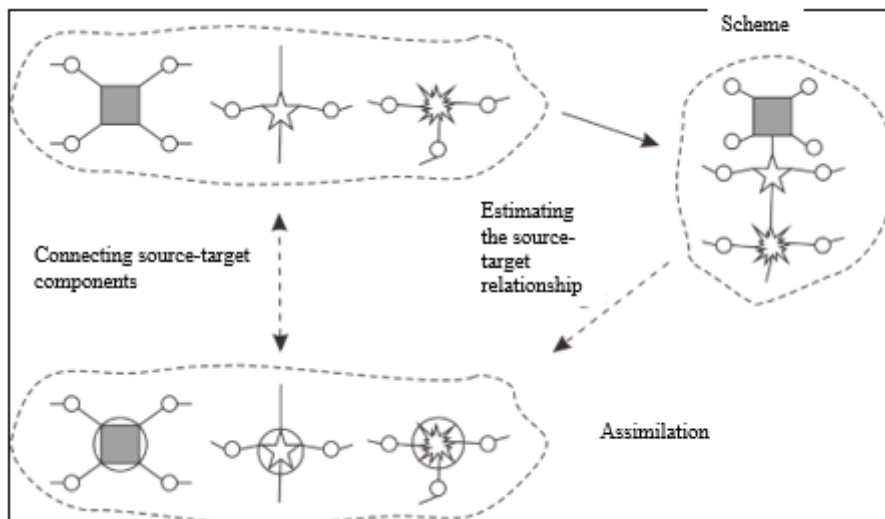 Scheme
Estimating
the source-
target
relationship
Connecting source-target
components
Assimilation